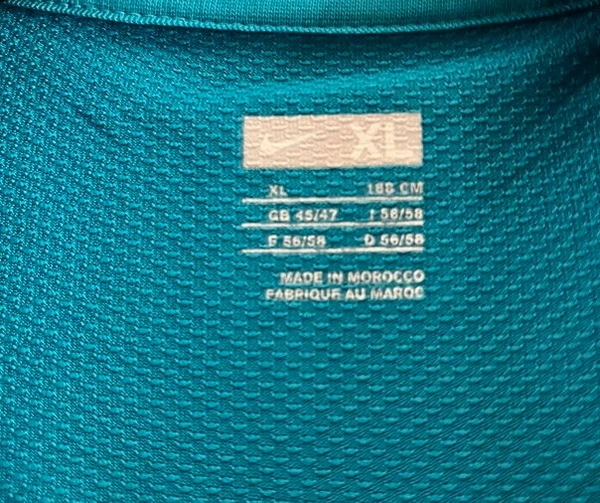 XL
XL 188 CM
GB 45/47 I 56/58
F 56/58 D 56/58
MADE IN MOROCCO
FABRIQUE AU MAROC